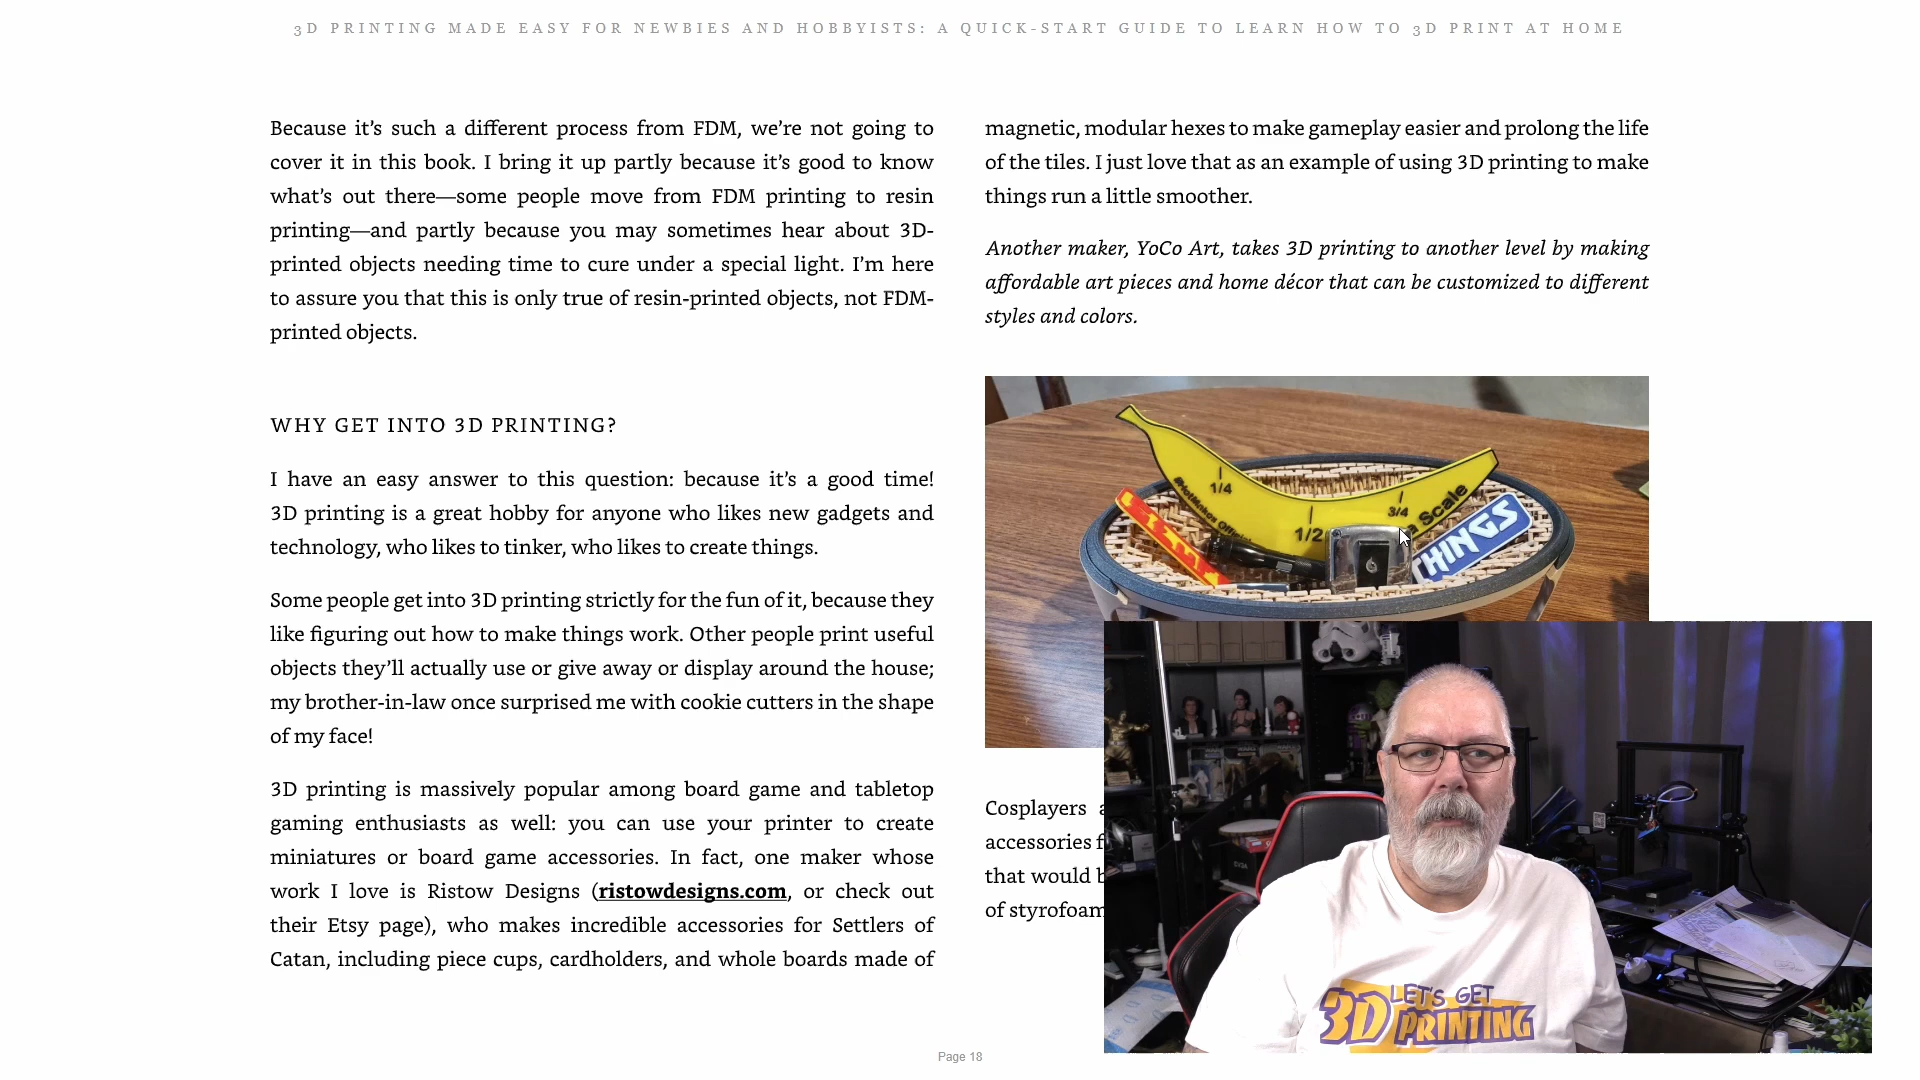 3D PRINTING MADE EASY FOR NEWBIES AND HOBBYISTS: A QUICK-START GUIDE TO LEARN HOW TO 3D PRINT AT HOME
Because it’s such a different process from FDM, we’re not going to
cover it in this book. I bring it up partly because it’s good to know
what’s out there—some people move from FDM printing to resin
printing—and partly because you may sometimes hear about 3D-
printed objects needing time to cure under a special light. I’m here
to assure you that this is only true of resin-printed objects, not FDM-
printed objects.
WHY GET INTO 3D PRINTING?
I have an easy answer to this question: because it’s a good time!
3D printing is a great hobby for anyone who likes new gadgets and
technology, who likes to tinker, who likes to create things.
Some people get into 3D printing strictly for the fun of it, because they
like figuring out how to make things work. Other people print useful
objects they’ll actually use or give away or display around the house;
my brother-in-law once surprised me with cookie cutters in the shape
of my face!
3D printing is massively popular among board game and tabletop
gaming enthusiasts as well: you can use your printer to create
miniatures or board game accessories. In fact, one maker whose
work I love is Ristow Designs (ristowdesigns.com, or check out
their Etsy page), who makes incredible accessories for Settlers of
Catan, including piece cups, cardholders, and whole boards made of
magnetic, modular hexes to make gameplay easier and prolong the life
of the tiles. I just love that as an example of using 3D printing to make
things run a little smoother.
Another maker, YoCo Art, takes 3D printing to another level by making
affordable art pieces and home décor that can be customized to different
styles and colors.
1/4
1/2
3/4
Scale
THINGS
Cosplayers
accessories
that would
of styrofoam
LET'S GET
3D PRINTING
Page 18